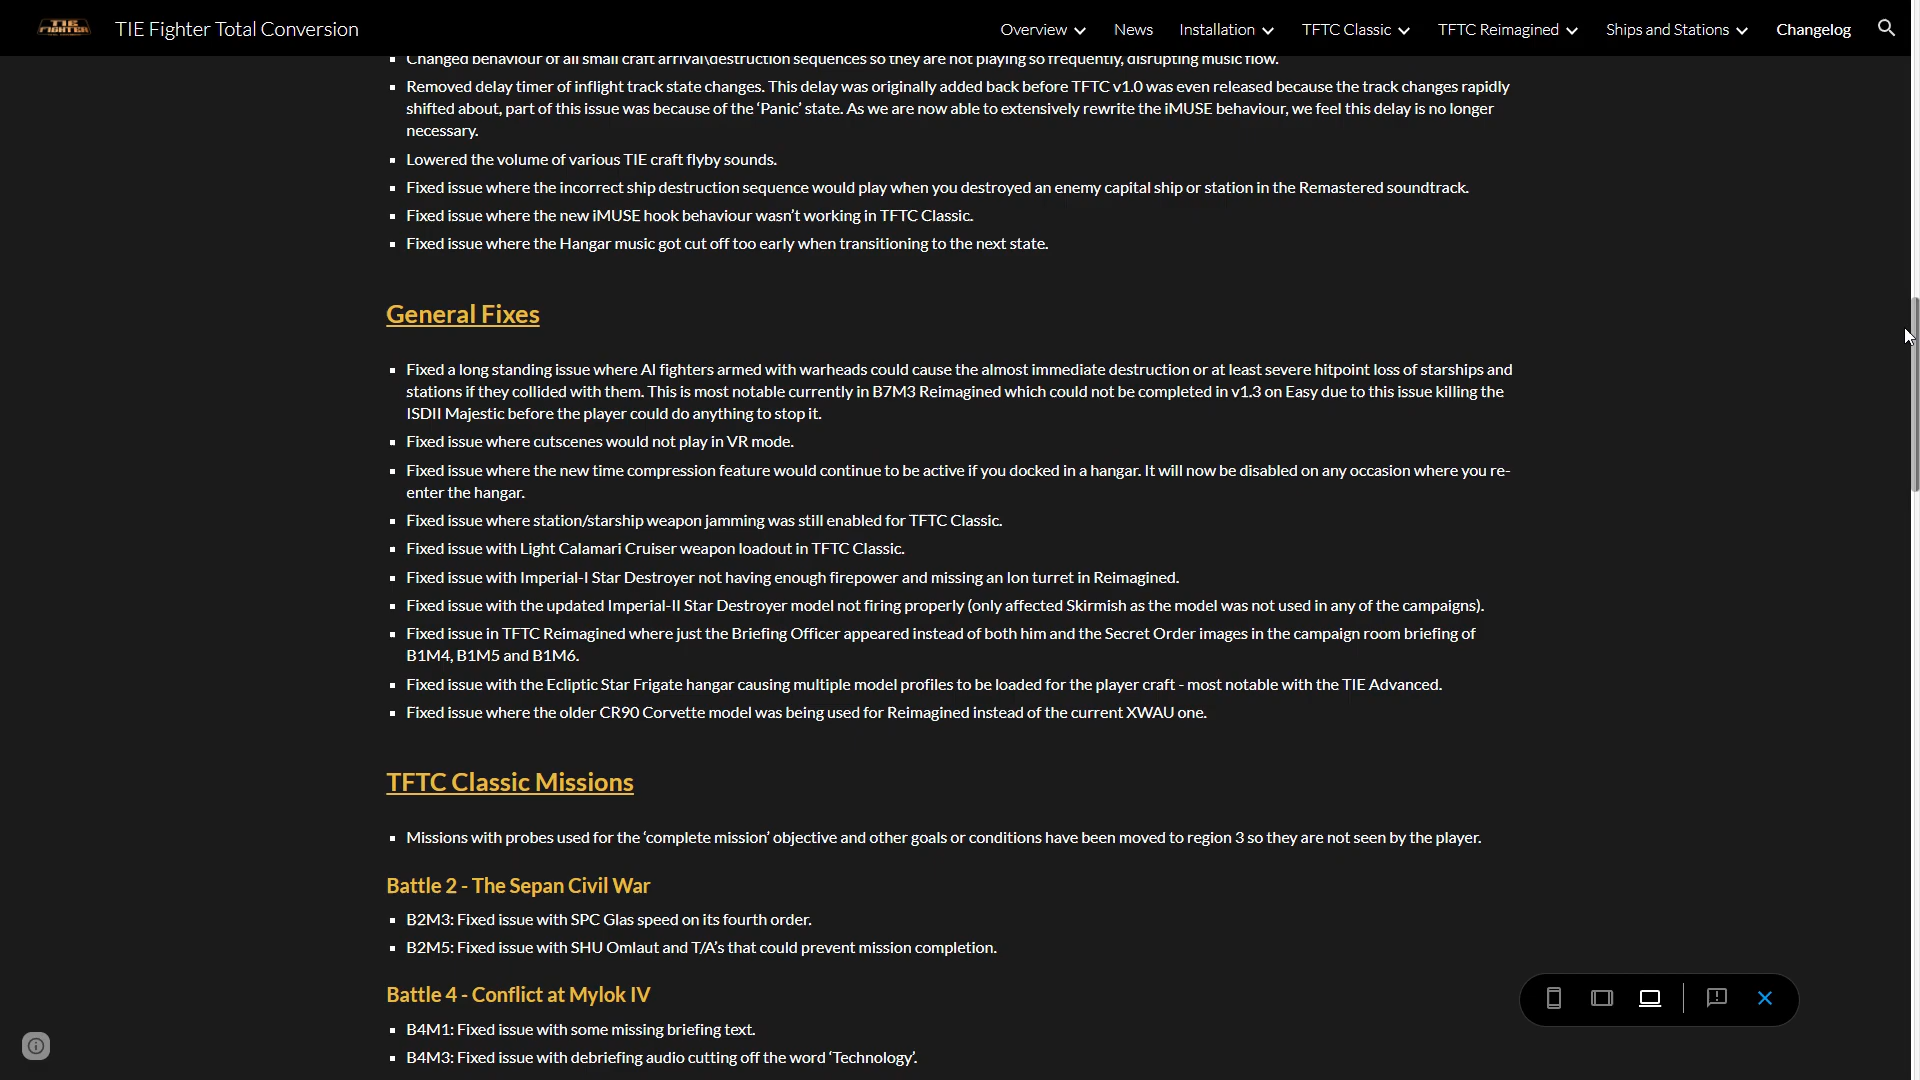 TIE FIGHTER
TIE Fighter Total Conversion
Overview
News
Installation
TFTC Classic
TFTC Reimagined
Ships and Stations
Changelog
Changed behaviour of all small craft arrival\destruction sequences so they are not playing so frequently, disrupting music flow.
Removed delay timer of inflight track state changes. This delay was originally added back before TFTC v1.0 was even released because the track changes rapidly
shifted about, part of this issue was because of the ‘Panic’ state. As we are now able to extensively rewrite the iMUSE behaviour, we feel this delay is no longer
necessary.
Lowered the volume of various TIE craft flyby sounds.
Fixed issue where the incorrect ship destruction sequence would play when you destroyed an enemy capital ship or station in the Remastered soundtrack.
Fixed issue where the new iMUSE hook behaviour wasn’t working in TFTC Classic.
Fixed issue where the Hangar music got cut off too early when transitioning to the next state.
General Fixes
Fixed a long standing issue where AI fighters armed with warheads could cause the almost immediate destruction or at least severe hitpoint loss of starships and
stations if they collided with them. This is most notable currently in B7M3 Reimagined which could not be completed in v1.3 on Easy due to this issue killing the
ISDII Majestic before the player could do anything to stop it.
Fixed issue where cutscenes would not play in VR mode.
Fixed issue where the new time compression feature would continue to be active if you docked in a hangar. It will now be disabled on any occasion where you re-
enter the hangar.
Fixed issue where station/starship weapon jamming was still enabled for TFTC Classic.
Fixed issue with Light Calamari Cruiser weapon loadout in TFTC Classic.
Fixed issue with Imperial-I Star Destroyer not having enough firepower and missing an Ion turret in Reimagined.
Fixed issue with the updated Imperial-II Star Destroyer model not firing properly (only affected Skirmish as the model was not used in any of the campaigns).
Fixed issue in TFTC Reimagined where just the Briefing Officer appeared instead of both him and the Secret Order images in the campaign room briefing of
B1M4, B1M5 and B1M6.
Fixed issue with the Ecliptic Star Frigate hangar causing multiple model profiles to be loaded for the player craft - most notable with the TIE Advanced.
Fixed issue where the older CR90 Corvette model was being used for Reimagined instead of the current XWAU one.
TFTC Classic Missions
Missions with probes used for the ‘complete mission’ objective and other goals or conditions have been moved to region 3 so they are not seen by the player.
Battle 2 - The Sepan Civil War
B2M3: Fixed issue with SPC Glas speed on its fourth order.
B2M5: Fixed issue with SHU Omlaut and T/A’s that could prevent mission completion.
Battle 4 - Conflict at Mylok IV
B4M1: Fixed issue with some missing briefing text.
B4M3: Fixed issue with debriefing audio cutting off the word ‘Technology’.